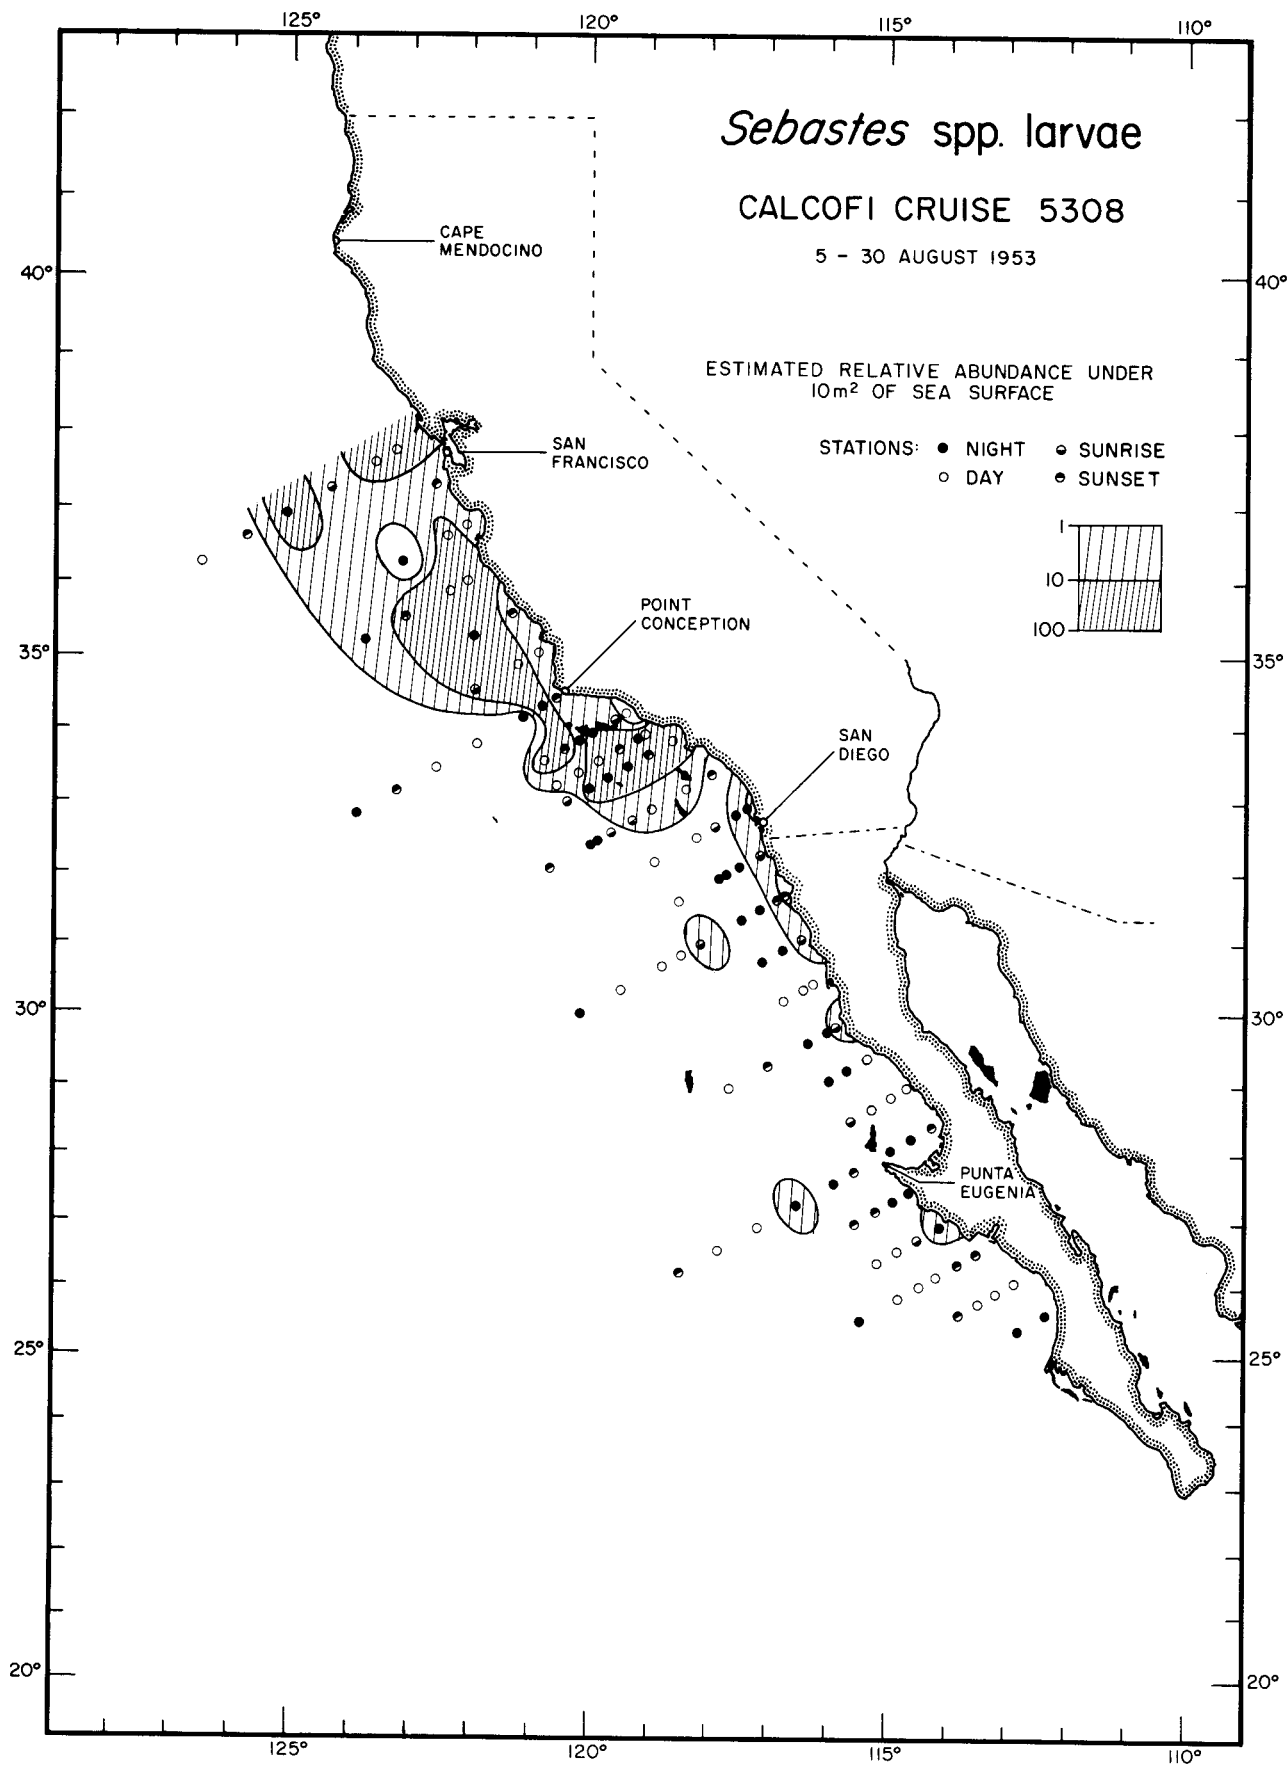 125° 120° 115° 110°
Sebastes spp. larvae
CALCOFI CRUISE 5308
5 – 30 AUGUST 1953
CAPE
MENDOCINO
40° 40°
ESTIMATED RELATIVE ABUNDANCE UNDER
10m² OF SEA SURFACE
STATIONS: ● NIGHT ◒ SUNRISE
○ DAY ◓ SUNSET
SAN
FRANCISCO
1
10
100
POINT
CONCEPTION
35° 35°
SAN
DIEGO
30° 30°
PUNTA
EUGENIA
25° 25°
20° 20°
125° 120° 115° 110°